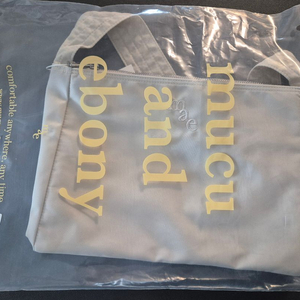 mucu
and
ebony
comfortable anywhere, any time